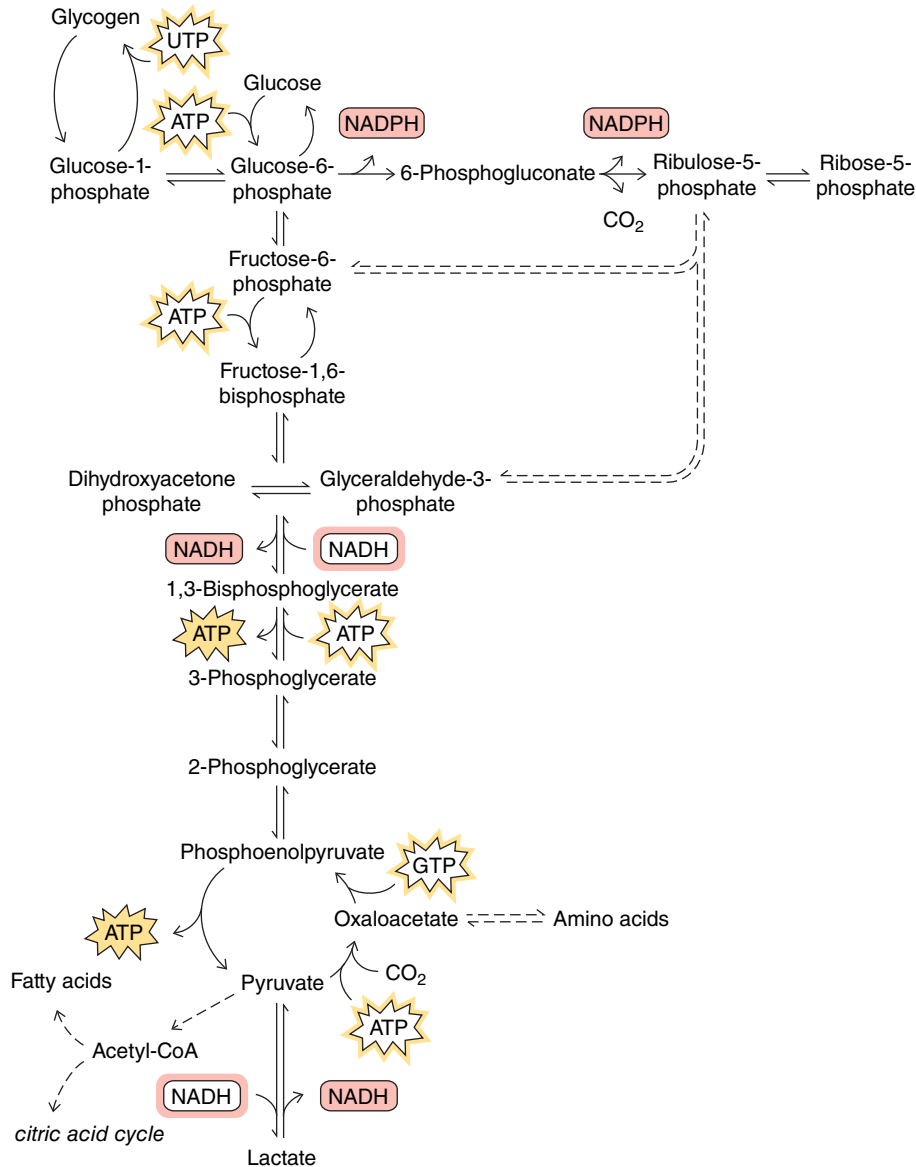 Glycogen
UTP
Glucose
ATP
NADPH
NADPH
Glucose-1-
phosphate
Glucose-6-
phosphate
6-Phosphogluconate
Ribulose-5-
phosphate
Ribose-5-
phosphate
CO2
Fructose-6-
phosphate
ATP
Fructose-1,6-
bisphosphate
Dihydroxyacetone
phosphate
Glyceraldehyde-3-
phosphate
NADH
NADH
1,3-Bisphosphoglycerate
ATP
ATP
3-Phosphoglycerate
2-Phosphoglycerate
Phosphoenolpyruvate
GTP
Oxaloacetate
Amino acids
ATP
Fatty acids
Pyruvate
CO2
ATP
Acetyl-CoA
NADH
NADH
citric acid cycle
Lactate